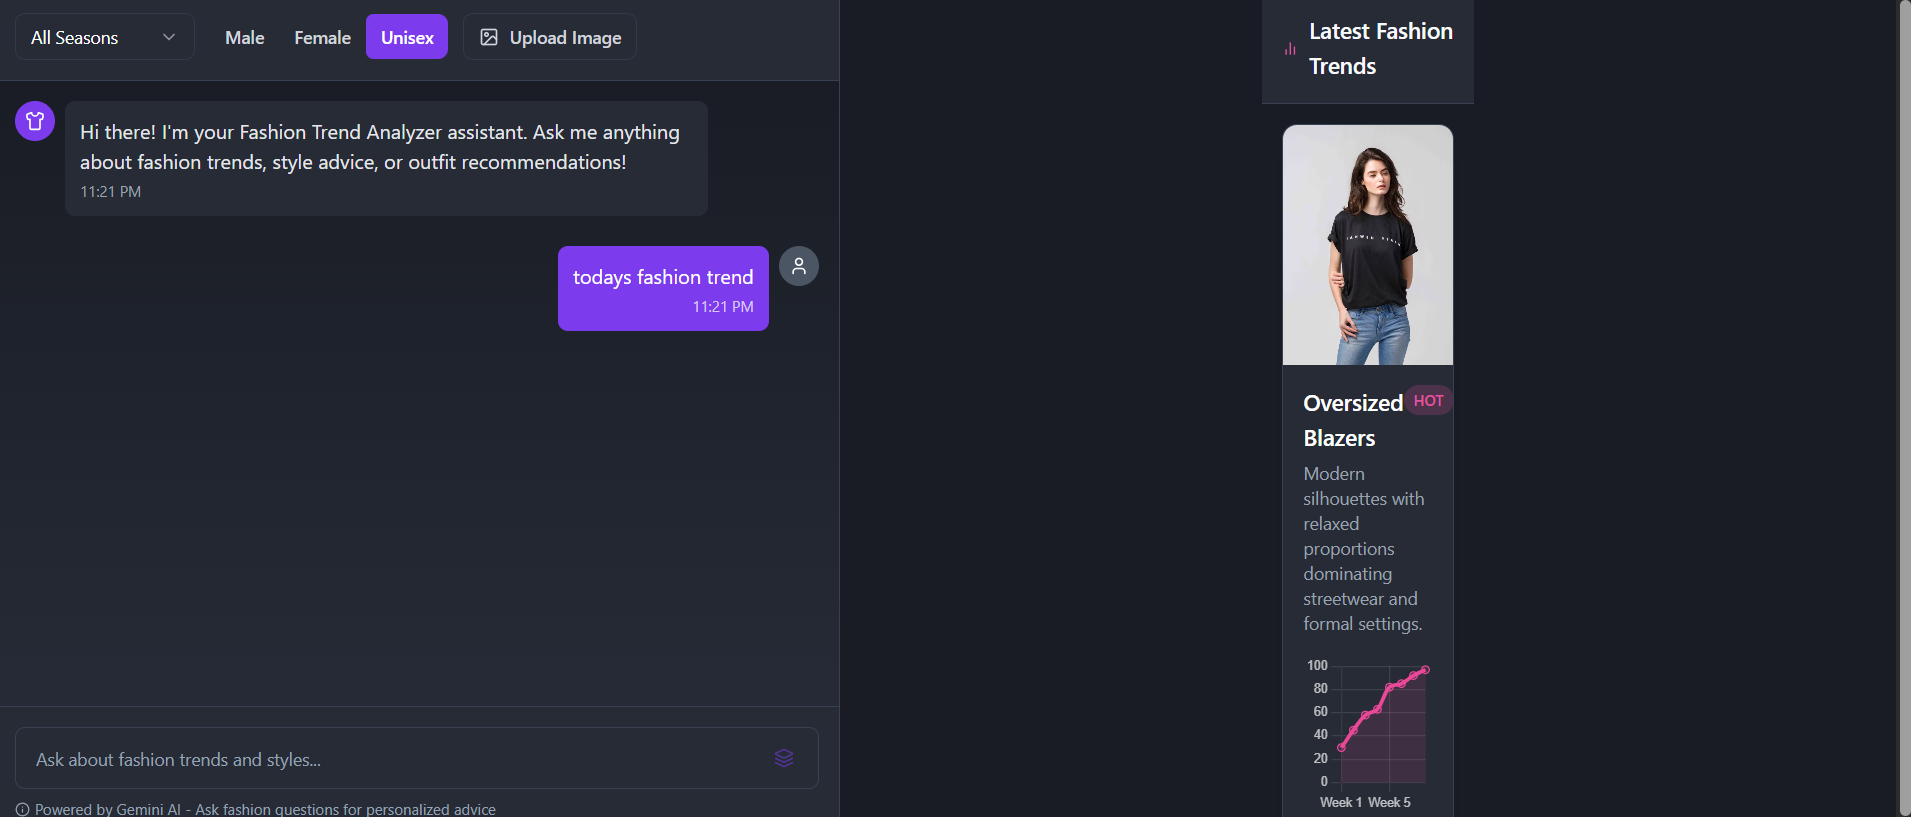 All Seasons
Male
Female
Unisex
Upload Image
Hi there! I'm your Fashion Trend Analyzer assistant. Ask me anything
about fashion trends, style advice, or outfit recommendations!
11:21 PM
todays fashion trend
11:21 PM
Ask about fashion trends and styles...
Powered by Gemini AI - Ask fashion questions for personalized advice
Latest Fashion
Trends
Oversized
HOT
Blazers
Modern
silhouettes with
relaxed
proportions
dominating
streetwear and
formal settings.
100
80
60
40
20
0
Week 1 Week 5